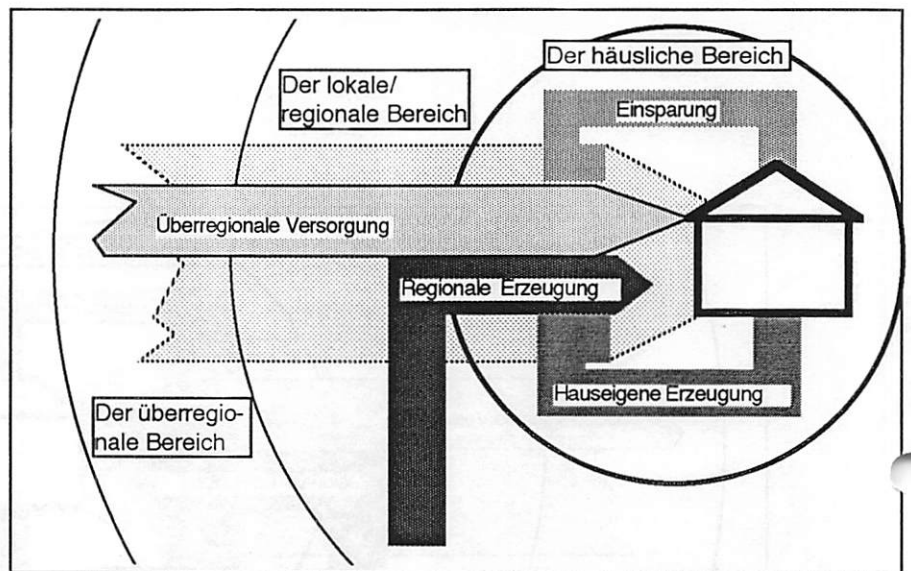 Der häusliche Bereich
Der lokale/
regionale Bereich
Einsparung
Überregionale Versorgung
Regionale Erzeugung
Hauseigene Erzeugung
Der überregio-
nale Bereich